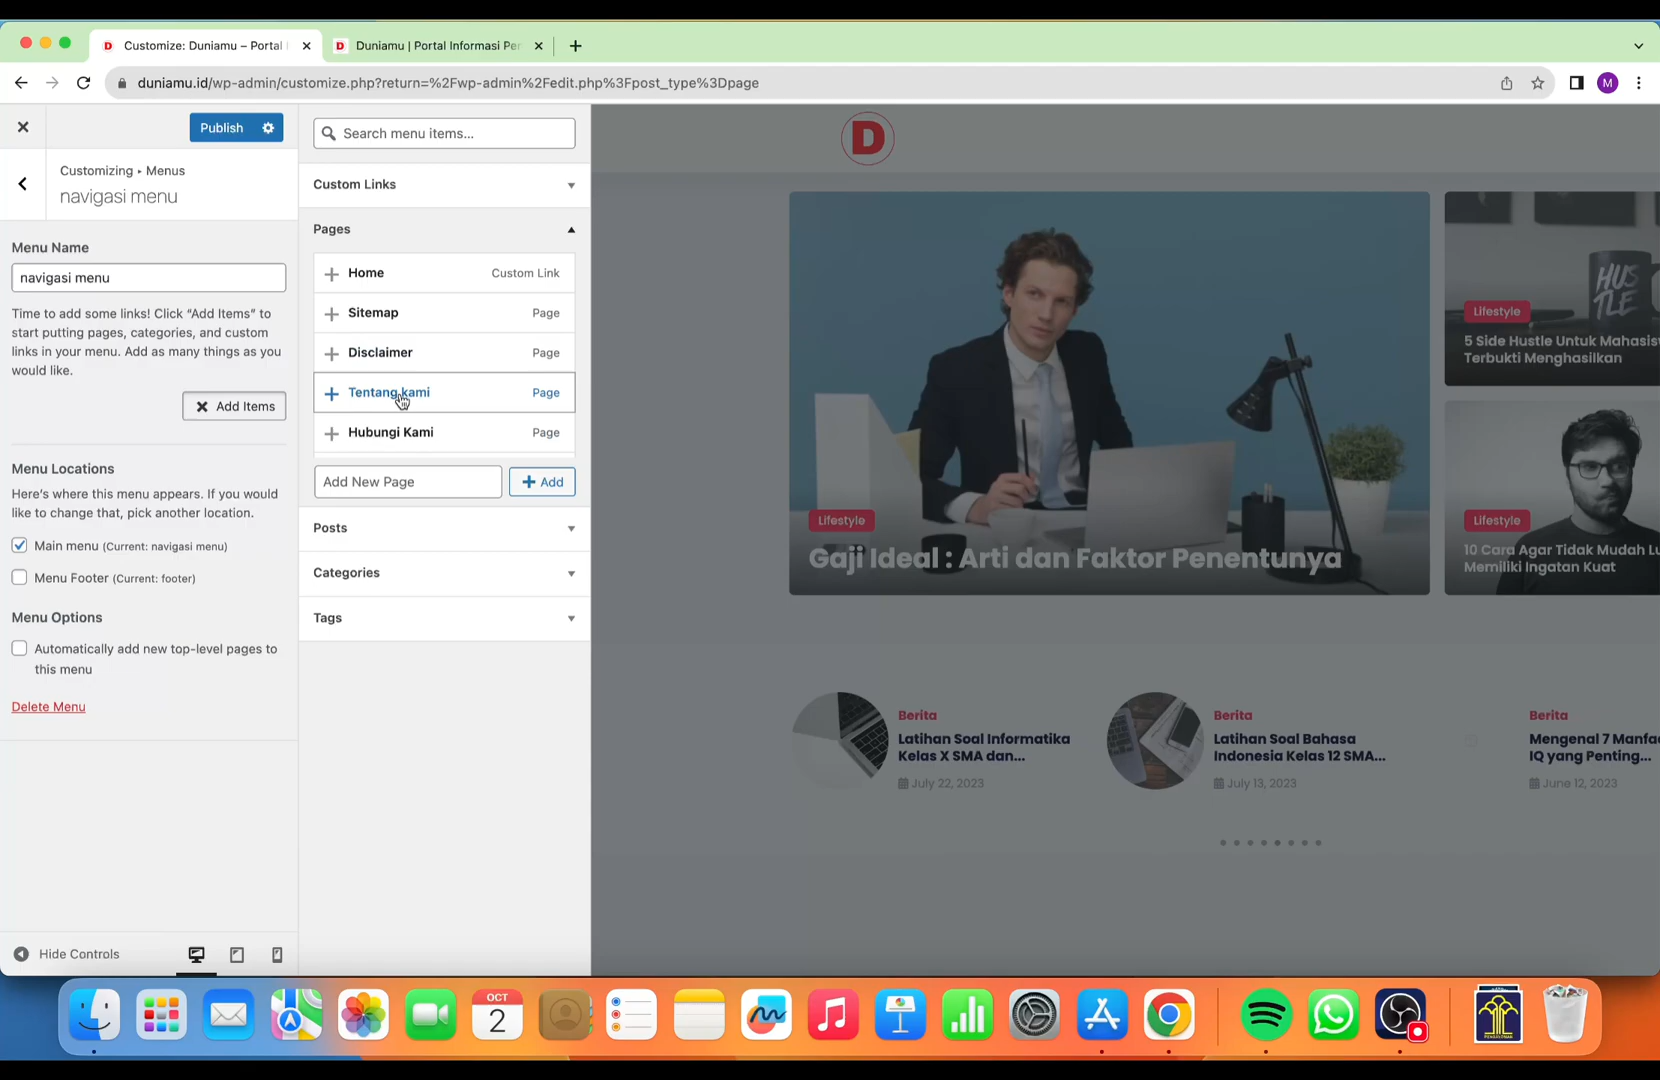 Customize: Duniamu – Portal
Duniamu | Portal Informasi Per
duniamu.id/wp-admin/customize.php?return=%2Fwp-admin%2Fedit.php%3Fpost_type%3Dpage
M
Publish
Customizing ▸ Menus
navigasi menu
Menu Name
navigasi menu
Time to add some links! Click “Add Items” to
start putting pages, categories, and custom
links in your menu. Add as many things as you
would like.
Add Items
Menu Locations
Here’s where this menu appears. If you would
like to change that, pick another location.
Main menu (Current: navigasi menu)
Menu Footer (Current: footer)
Menu Options
Automatically add new top-level pages to
this menu
Delete Menu
Hide Controls
Search menu items...
Custom Links
Pages
Home Custom Link
Sitemap Page
Disclaimer Page
Tentang kami Page
Hubungi Kami Page
Add New Page
Add
Posts
Categories
Tags
D
Lifestyle
Gaji Ideal : Arti dan Faktor Penentunya
HUS
TLE
Lifestyle
5 Side Hustle Untuk Mahasis
Terbukti Menghasilkan
Lifestyle
10 Cara Agar Tidak Mudah Lu
Memiliki Ingatan Kuat
Berita
Latihan Soal Informatika
Kelas X SMA dan...
July 22, 2023
Berita
Latihan Soal Bahasa
Indonesia Kelas 12 SMA...
July 13, 2023
Berita
Mengenal 7 Manfa
IQ yang Penting...
June 12, 2023
OCT
2